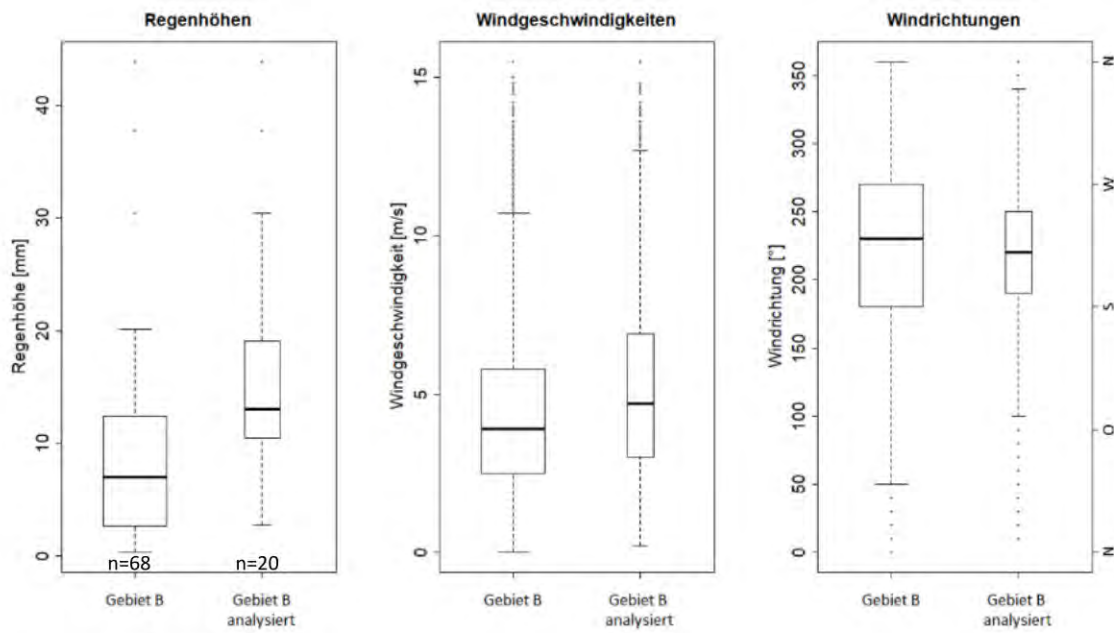 Regenhöhen
Regenhöhe [mm]
0
10
20
30
40
n=68
n=20
Gebiet B
Gebiet B
analysiert
Windgeschwindigkeiten
Windgeschwindigkeit [m/s]
0
5
10
15
Gebiet B
Gebiet B
analysiert
Windrichtungen
Windrichtung [°]
0
50
100
150
200
250
300
350
N
O
S
W
N
Gebiet B
Gebiet B
analysiert